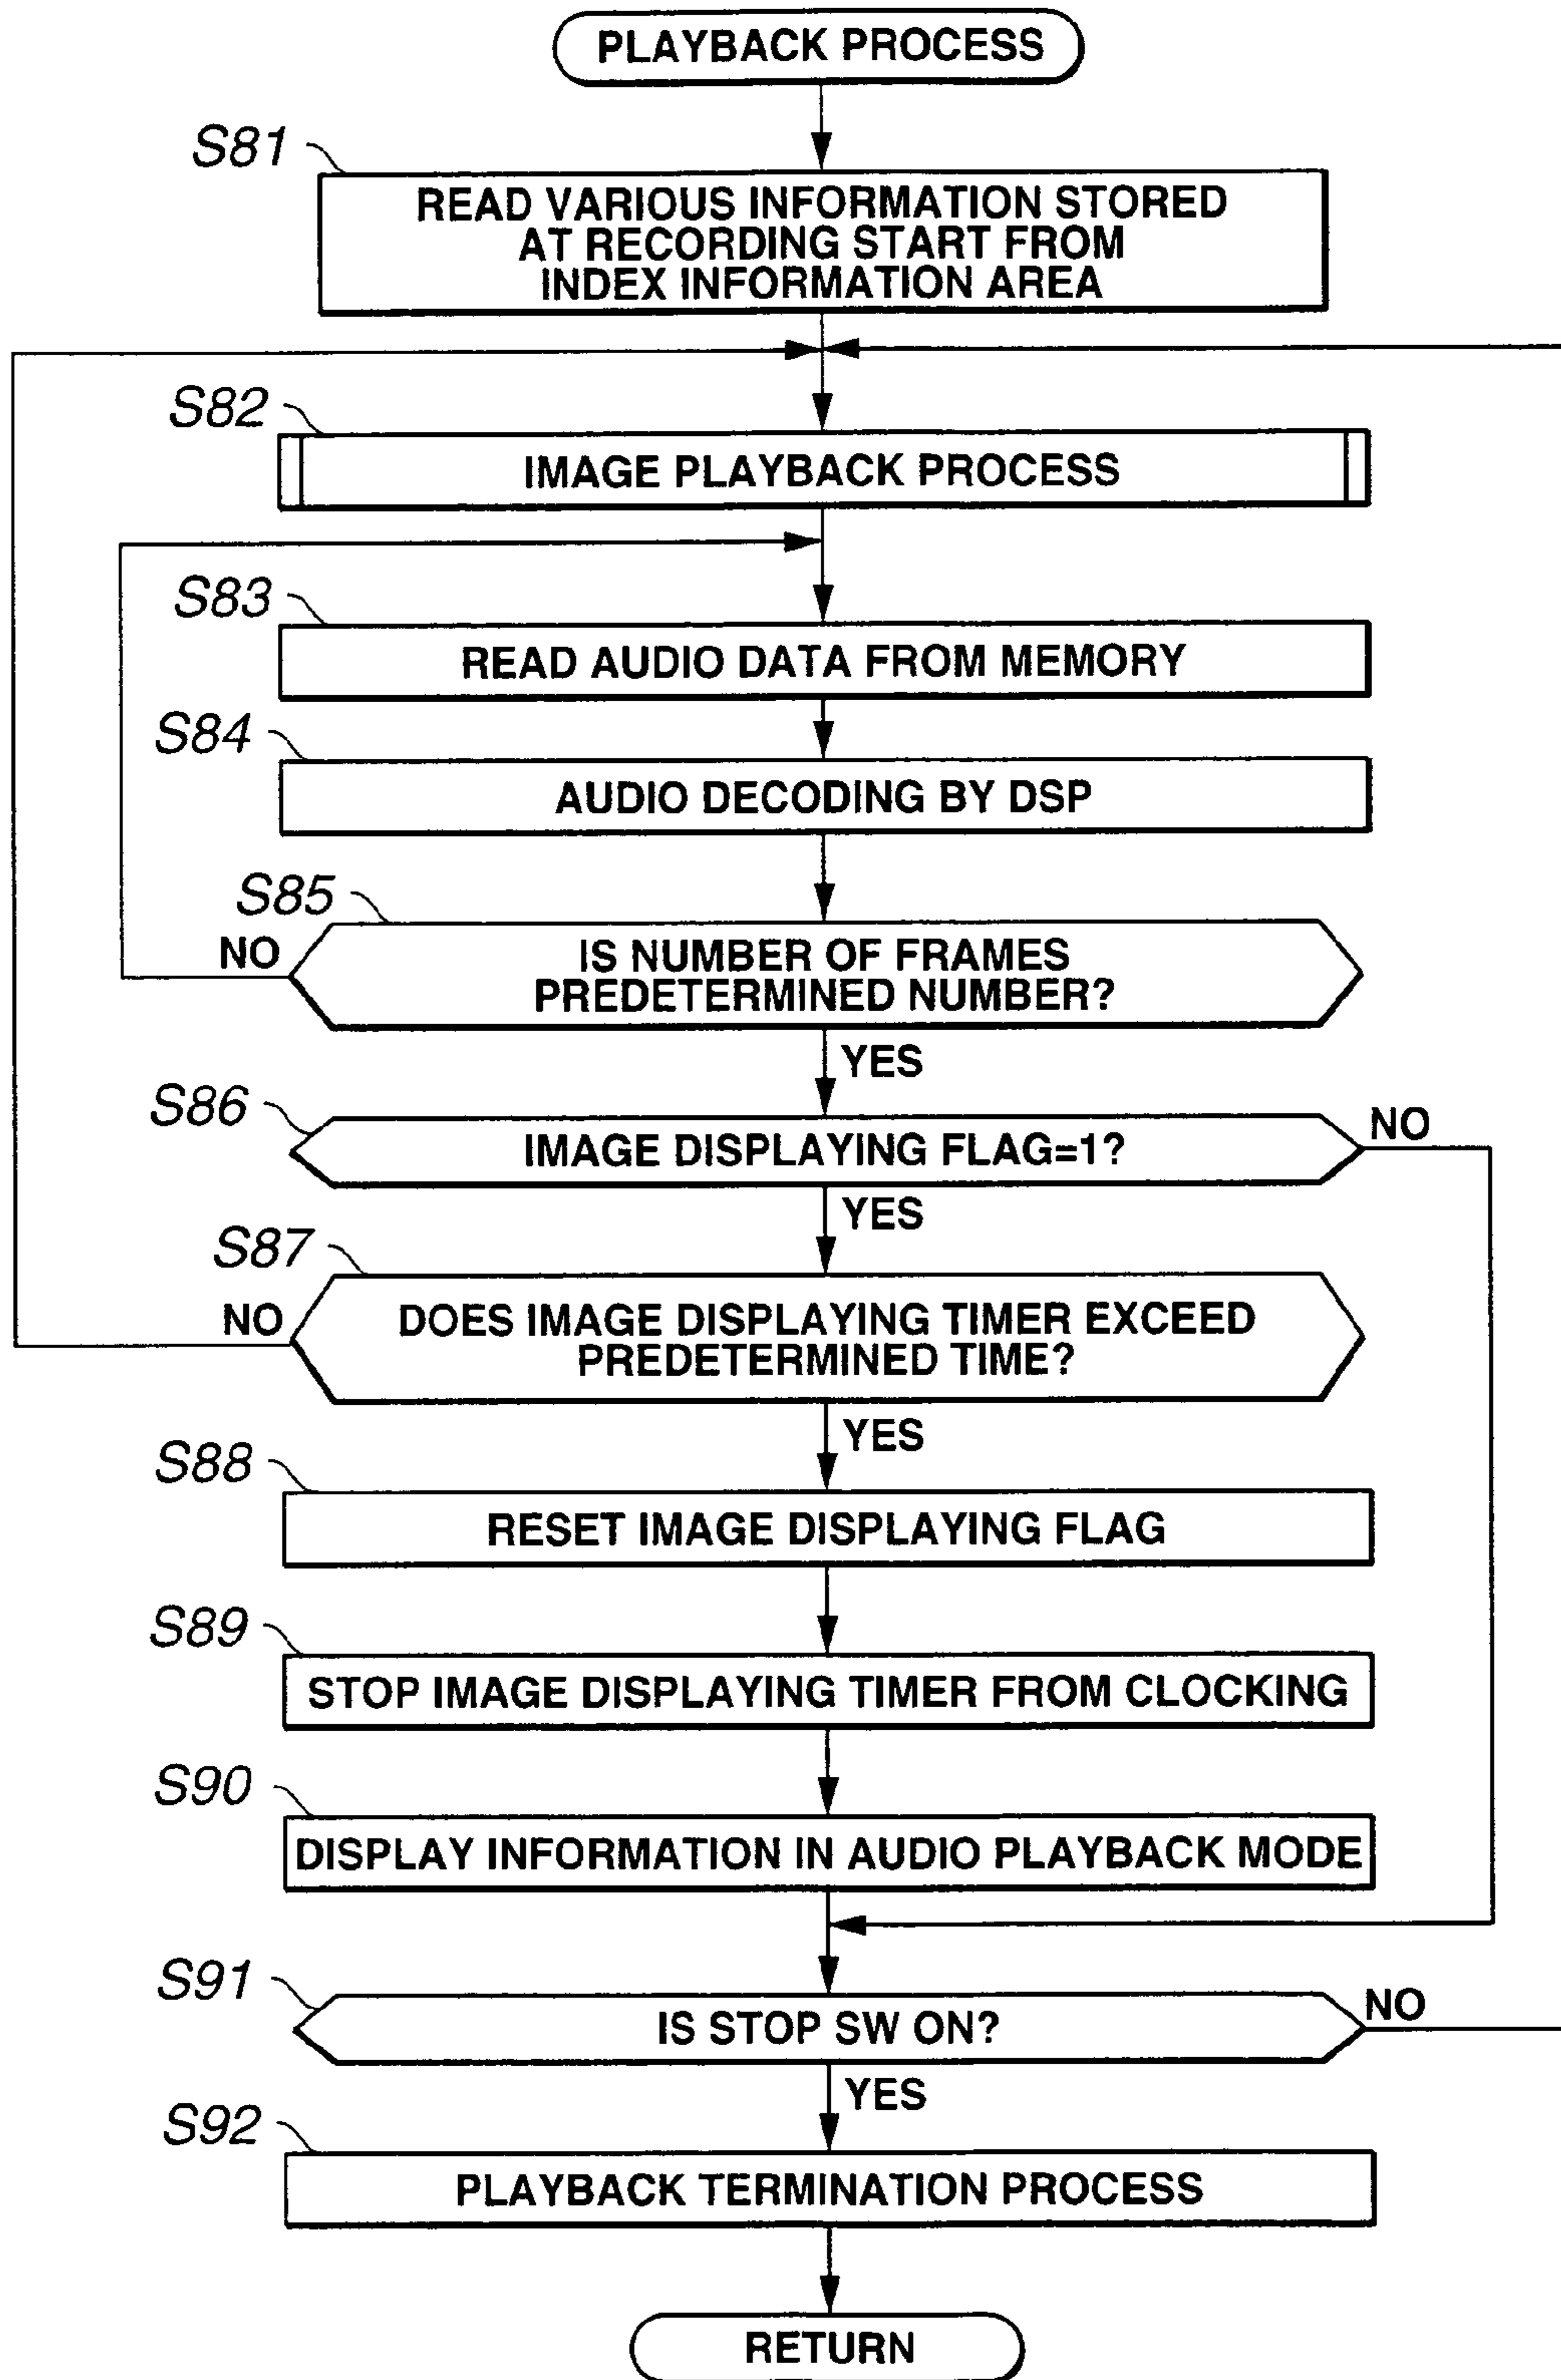 PLAYBACK PROCESS
S81
READ VARIOUS INFORMATION STORED
AT RECORDING START FROM
INDEX INFORMATION AREA
S82
IMAGE PLAYBACK PROCESS
S83
READ AUDIO DATA FROM MEMORY
S84
AUDIO DECODING BY DSP
S85
NO
IS NUMBER OF FRAMES
PREDETERMINED NUMBER?
YES
S86
IMAGE DISPLAYING FLAG=1?
NO
YES
S87
NO
DOES IMAGE DISPLAYING TIMER EXCEED
PREDETERMINED TIME?
YES
S88
RESET IMAGE DISPLAYING FLAG
S89
STOP IMAGE DISPLAYING TIMER FROM CLOCKING
S90
DISPLAY INFORMATION IN AUDIO PLAYBACK MODE
S91
IS STOP SW ON?
NO
YES
S92
PLAYBACK TERMINATION PROCESS
RETURN